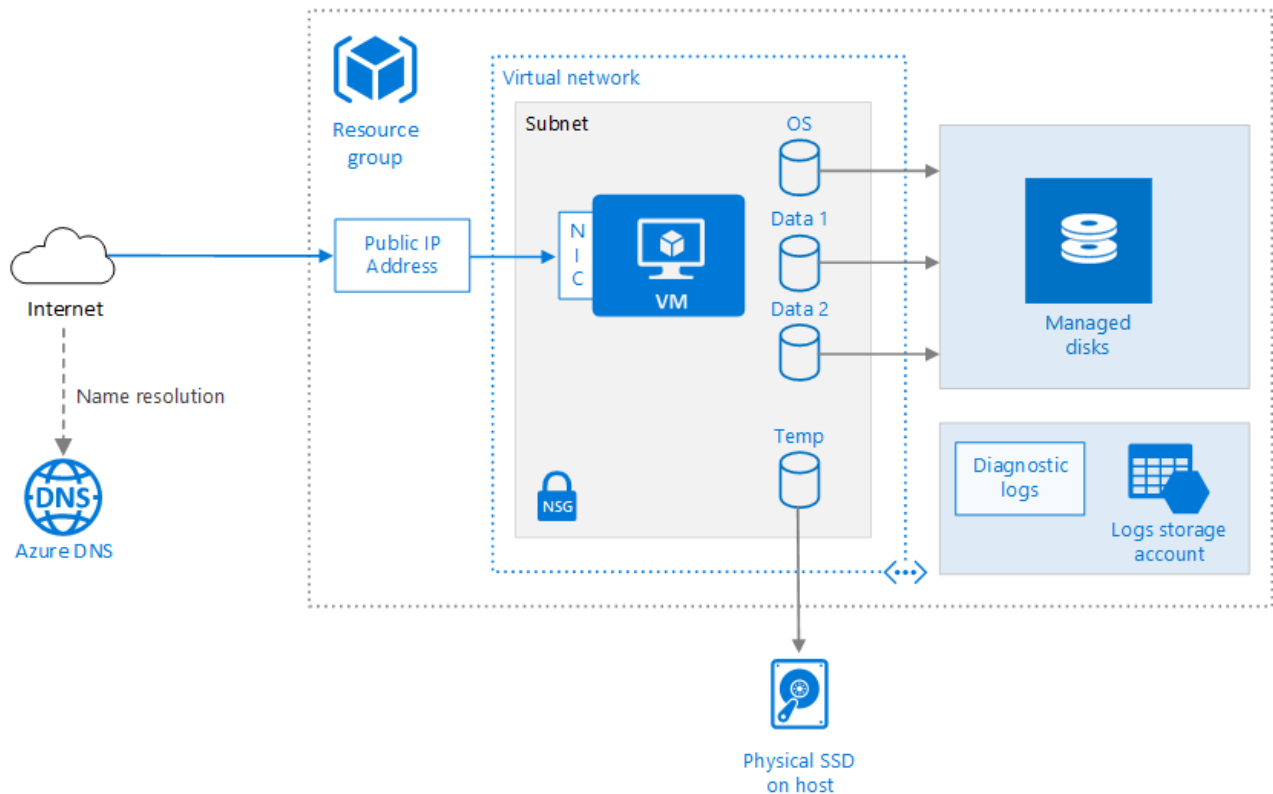 Resource
group
Virtual network
Subnet
OS
Data 1
Data 2
Temp
Public IP
Address
N
I
C
VM
NSG
Internet
Name resolution
DNS
Azure DNS
Managed
disks
Diagnostic
logs
Logs storage
account
Physical SSD
on host